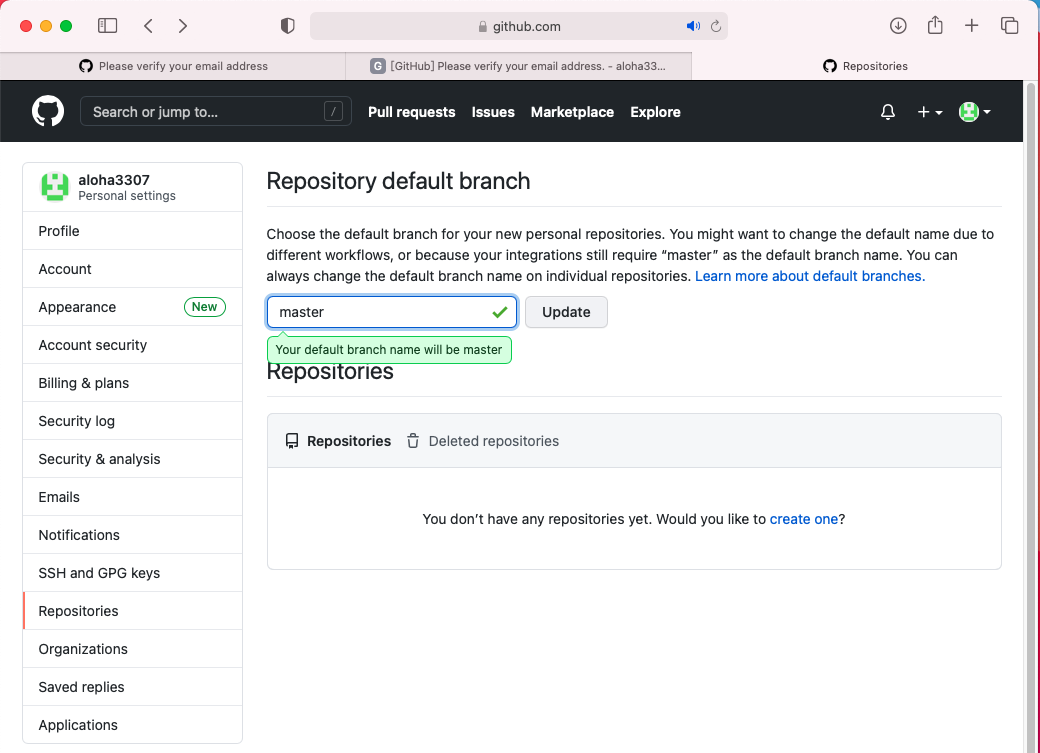 github.com
Please verify your email address
G [GitHub] Please verify your email address. - aloha33...
Repositories
Search or jump to... /
Pull requests Issues Marketplace Explore
aloha3307
Personal settings
Profile
Account
Appearance New
Account security
Billing & plans
Security log
Security & analysis
Emails
Notifications
SSH and GPG keys
Repositories
Organizations
Saved replies
Applications
Repository default branch
Choose the default branch for your new personal repositories. You might want to change the default name due to
different workflows, or because your integrations still require “master” as the default branch name. You can
always change the default branch name on individual repositories. Learn more about default branches.
master Update
Your default branch name will be master
Repositories
Repositories Deleted repositories
You don’t have any repositories yet. Would you like to create one?